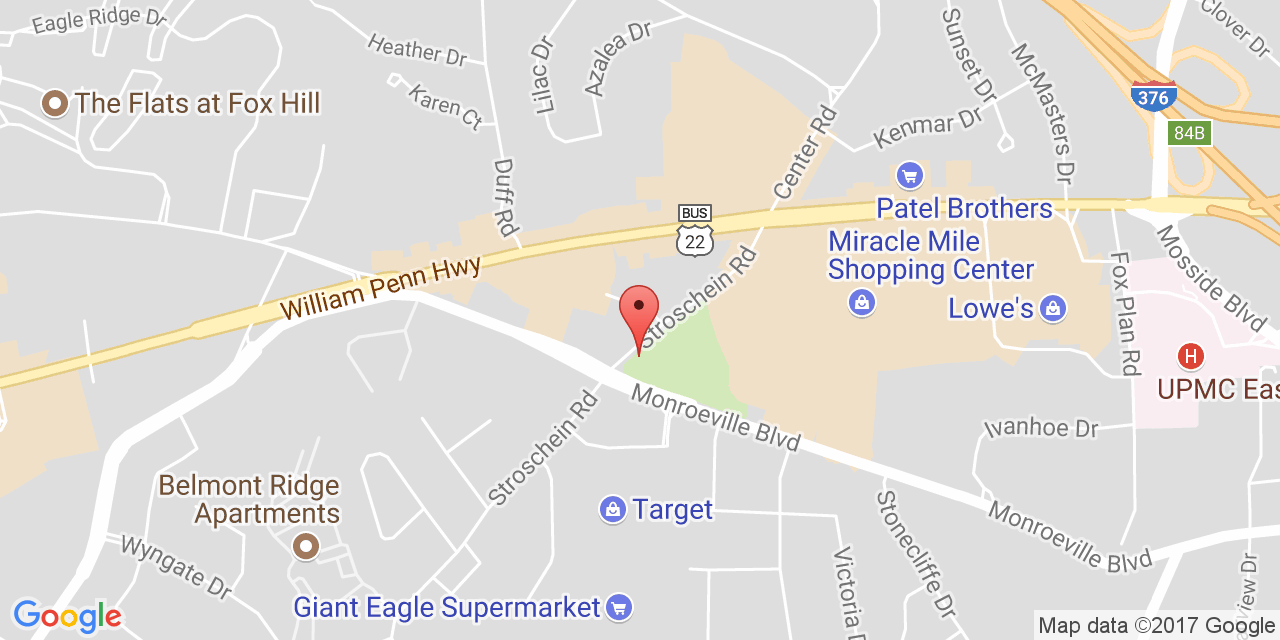 Eagle Ridge Dr
Heather Dr
Lilac Dr
Azalea Dr
Sunset Dr
McMasters Dr
Clover Dr
The Flats at Fox Hill
Karen Ct
376
Kenmar Dr
84B
Center Rd
Duff Rd
Patel Brothers
BUS
22
Miracle Mile
Shopping Center
William Penn Hwy
Stroschein Rd
Mosside Blvd
Fox Plan Rd
Lowe's
H
UPMC Eas
Monroeville Blvd
Ivanhoe Dr
Stroschein Rd
Belmont Ridge
Apartments
Target
Stonecliffe Dr
Monroeville Blvd
Wyngate Dr
Victoria D
view Dr
Giant Eagle Supermarket
Google
Map data ©2017 Google